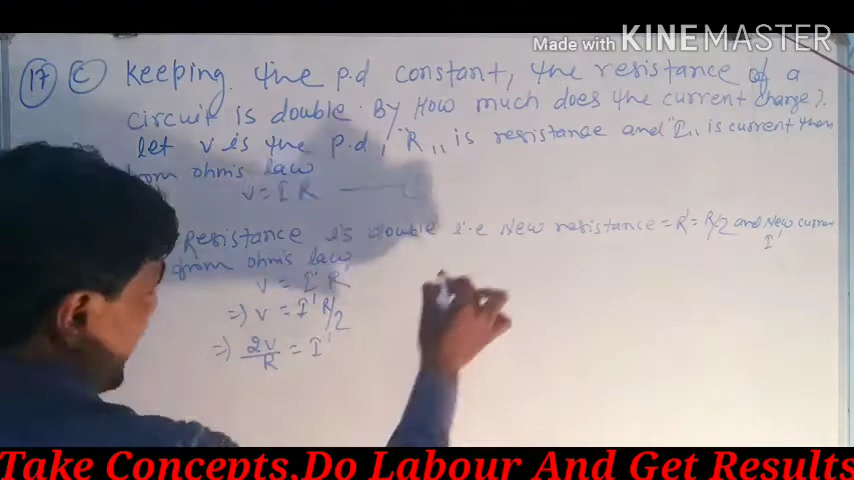 Made with KINEMASTER
17 C Keeping the p.d constant, the resistance of a
circuit is double. By How much does the current change?
let v is the p.d, "R,, is resistance and "I,, is current then
from ohm's law
v = I R
Resistance is double i.e New resistance = R' = R/2 and New current
I'
from ohm's law
v = I' R'
=> v = I' R/2
=> 2v/R = I'
Take Concepts,Do Labour And Get Results